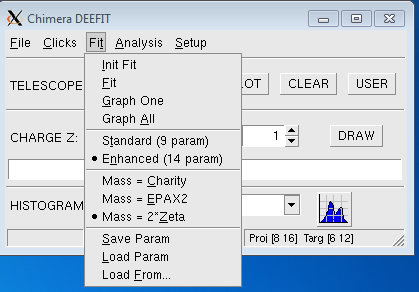 Chimera DEEFIT
File Clicks Fit Analysis Setup
Init Fit
Fit
Graph One
Graph All
Standard (9 param)
Enhanced (14 param)
Mass = Charity
Mass = EPAX2
Mass = 2*Zeta
Save Param
Load Param
Load From...
TELESCOPE
CLEAR USER
CHARGE Z: 1 DRAW
HISTOGRAM
Proj [8 16] Targ [6 12]